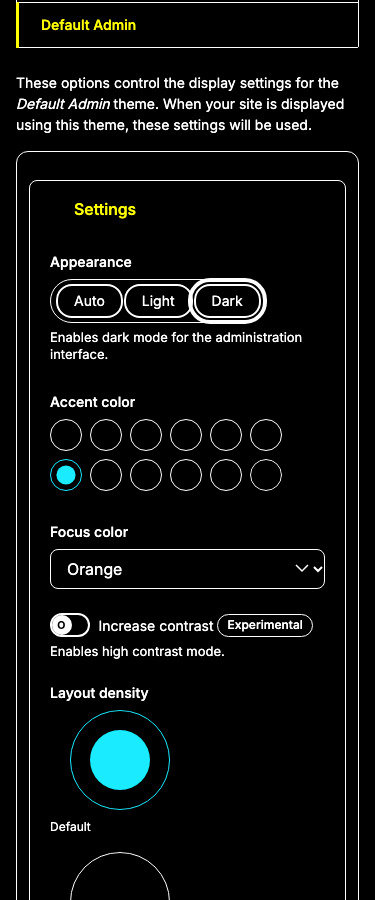 Default Admin
These options control the display settings for the
Default Admin theme. When your site is displayed
using this theme, these settings will be used.
Settings
Appearance
Auto Light Dark
Enables dark mode for the administration
interface.
Accent color
Focus color
Orange
Increase contrast Experimental
Enables high contrast mode.
Layout density
Default